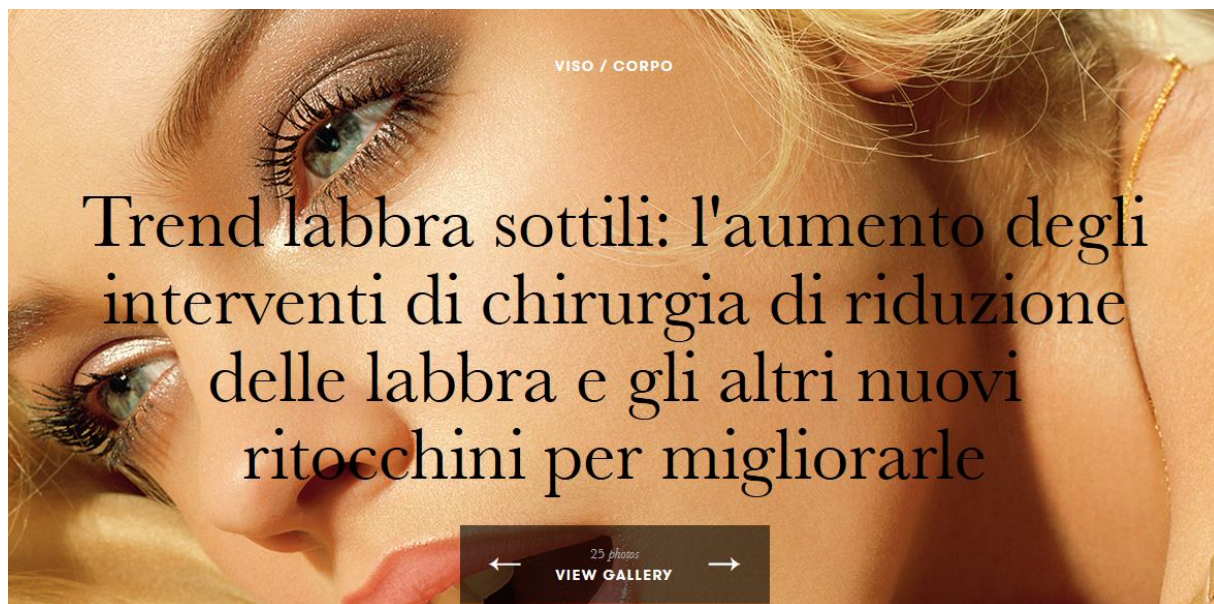 VISO / CORPO
Trend labbra sottili: l'aumento degli
interventi di chirurgia di riduzione
delle labbra e gli altri nuovi
ritocchini per migliorarle
25 photos
VIEW GALLERY